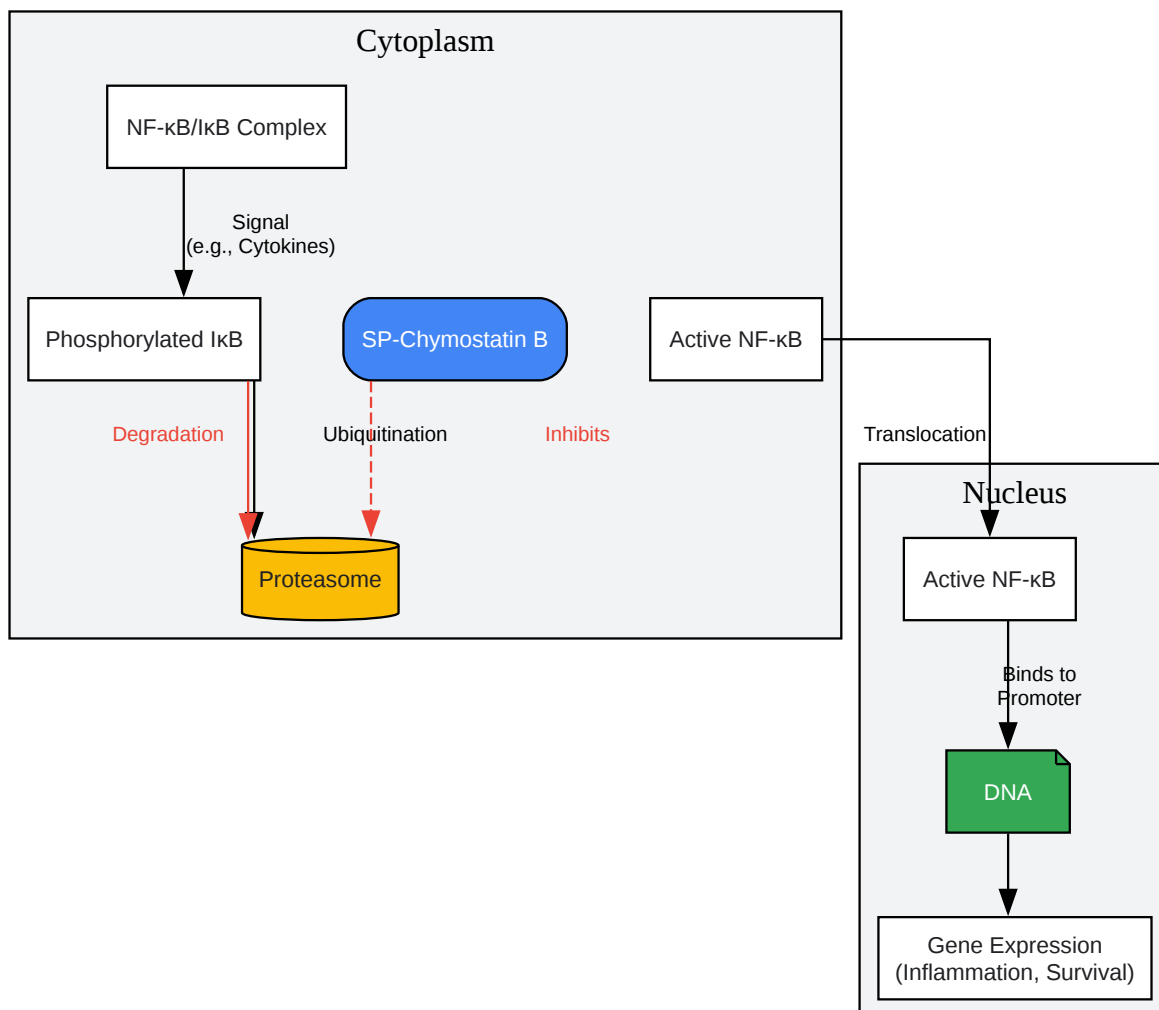 Cytoplasm
NF-κB/IκB Complex
Signal
(e.g., Cytokines)
Phosphorylated IκB
SP-Chymostatin B
Active NF-κB
Degradation
Ubiquitination
Inhibits
Translocation
Nucleus
Proteasome
Active NF-κB
Binds to
Promoter
DNA
Gene Expression
(Inflammation, Survival)